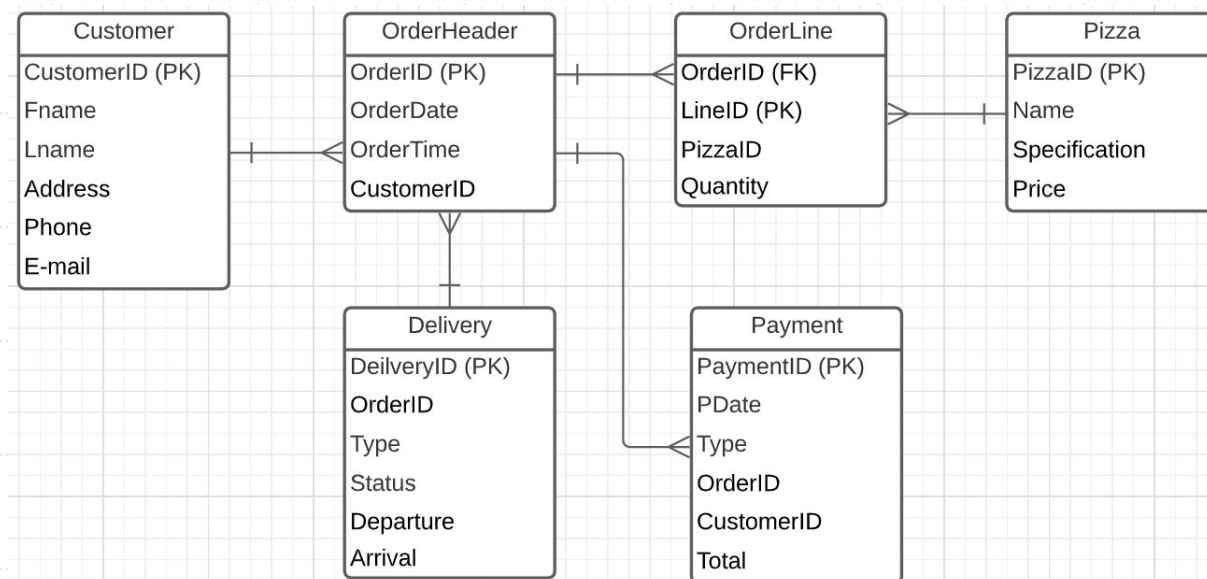 Customer
CustomerID (PK)
Fname
Lname
Address
Phone
E-mail
OrderHeader
OrderID (PK)
OrderDate
OrderTime
CustomerID
OrderLine
OrderID (FK)
LineID (PK)
PizzaID
Quantity
Pizza
PizzaID (PK)
Name
Specification
Price
Delivery
DeilveryID (PK)
OrderID
Type
Status
Departure
Arrival
Payment
PaymentID (PK)
PDate
Type
OrderID
CustomerID
Total